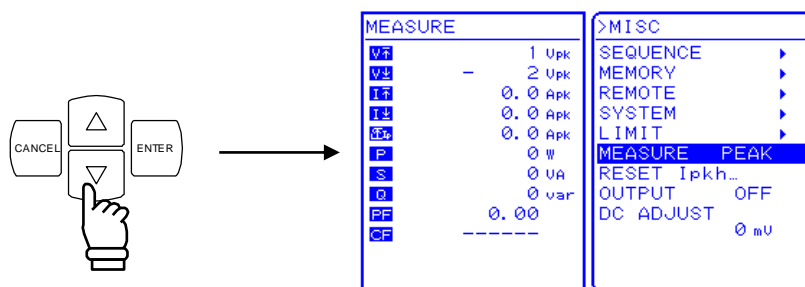 CANCEL
ENTER
MEASURE
V 1 Vpk
V - 2 Vpk
I 0.0 Apk
I 0.0 Apk
0.0 Apk
P 0 W
S 0 VA
Q 0 var
PF 0.00
CF ------
>MISC
SEQUENCE
MEMORY
REMOTE
SYSTEM
LIMIT
MEASURE PEAK
RESET Ipkh…
OUTPUT OFF
DC ADJUST
0 mV